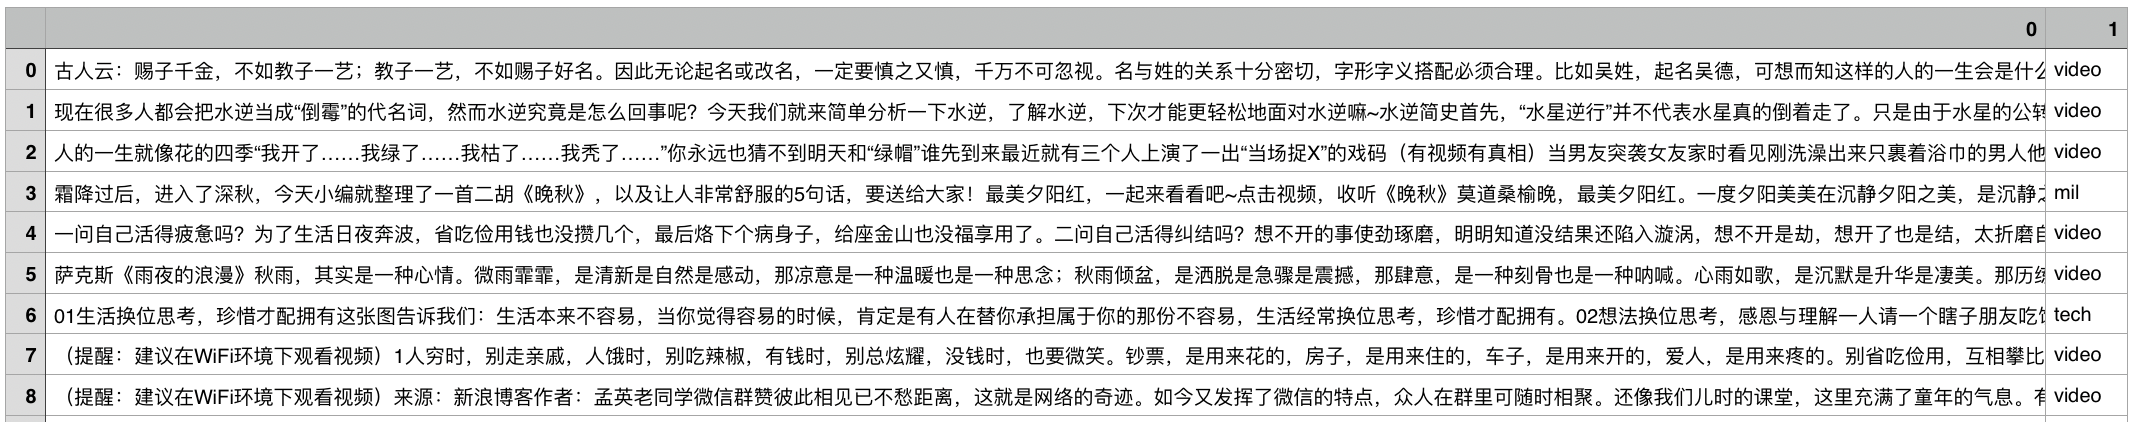 0 1
0 古人云：赐子千金，不如教子一艺；教子一艺，不如赐子好名。因此无论起名或改名，一定要慎之又慎，千万不可忽视。名与姓的关系十分密切，字形字义搭配必须合理。比如吴姓，起名吴德，可想而知这样的人的一生会是什么 video
1 现在很多人都会把水逆当成“倒霉”的代名词，然而水逆究竟是怎么回事呢？今天我们就来简单分析一下水逆，了解水逆，下次才能更轻松地面对水逆嘛~水逆简史首先，“水星逆行”并不代表水星真的倒着走了。只是由于水星的公转 video
2 人的一生就像花的四季“我开了……我绿了……我枯了……我秃了……”你永远也猜不到明天和“绿帽”谁先到来最近就有三个人上演了一出“当场捉X”的戏码（有视频有真相）当男友突袭女友家时看见刚洗澡出来只裹着浴巾的男人他 video
3 霜降过后，进入了深秋，今天小编就整理了一首二胡《晚秋》，以及让人非常舒服的5句话，要送给大家！最美夕阳红，一起来看看吧~点击视频，收听《晚秋》莫道桑榆晚，最美夕阳红。一度夕阳美美在沉静夕阳之美，是沉静之 mil
4 一问自己活得疲惫吗？为了生活日夜奔波，省吃俭用钱也没攒几个，最后烙下个病身子，给座金山也没福享用了。二问自己活得纠结吗？想不开的事使劲琢磨，明明知道没结果还陷入漩涡，想不开是劫，想开了也是结，太折磨自 video
5 萨克斯《雨夜的浪漫》秋雨，其实是一种心情。微雨霏霏，是清新是自然是感动，那凉意是一种温暖也是一种思念；秋雨倾盆，是洒脱是急骤是震撼，那肆意，是一种刻骨也是一种呐喊。心雨如歌，是沉默是升华是凄美。那历练 video
6 01生活换位思考，珍惜才配拥有这张图告诉我们：生活本来不容易，当你觉得容易的时候，肯定是有人在替你承担属于你的那份不容易，生活经常换位思考，珍惜才配拥有。02想法换位思考，感恩与理解一人请一个瞎子朋友吃饭 tech
7 （提醒：建议在WiFi环境下观看视频）1人穷时，别走亲戚，人饿时，别吃辣椒，有钱时，别总炫耀，没钱时，也要微笑。钞票，是用来花的，房子，是用来住的，车子，是用来开的，爱人，是用来疼的。别省吃俭用，互相攀比 video
8 （提醒：建议在WiFi环境下观看视频）来源：新浪博客作者：孟英老同学微信群赞彼此相见已不愁距离，这就是网络的奇迹。如今又发挥了微信的特点，众人在群里可随时相聚。还像我们儿时的课堂，这里充满了童年的气息。有 video